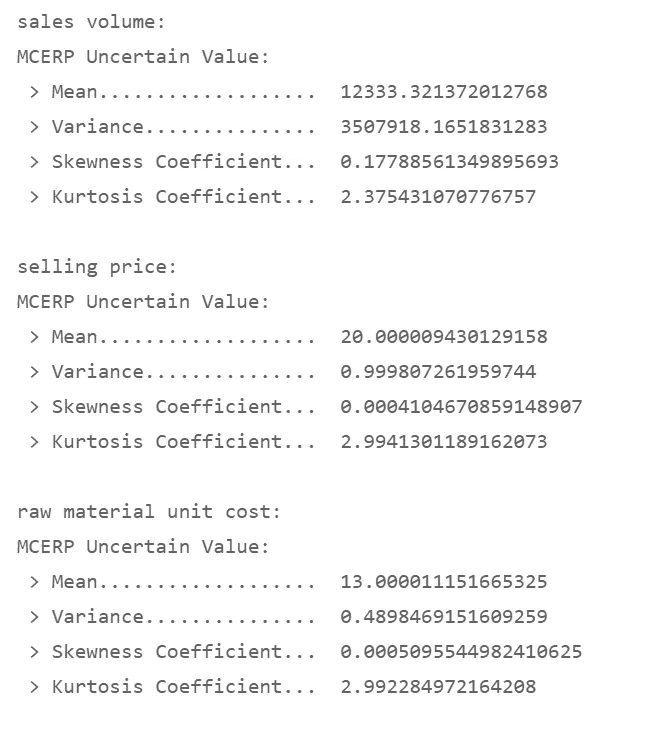 sales volume:
MCERP Uncertain Value:
> Mean................... 12333.321372012768
> Variance............... 3507918.1651831283
> Skewness Coefficient... 0.17788561349895693
> Kurtosis Coefficient... 2.375431070776757
selling price:
MCERP Uncertain Value:
> Mean................... 20.000009430129158
> Variance............... 0.999807261959744
> Skewness Coefficient... 0.0004104670859148907
> Kurtosis Coefficient... 2.9941301189162073
raw material unit cost:
MCERP Uncertain Value:
> Mean................... 13.000011151665325
> Variance............... 0.4898469151609259
> Skewness Coefficient... 0.0005095544982410625
> Kurtosis Coefficient... 2.992284972164208